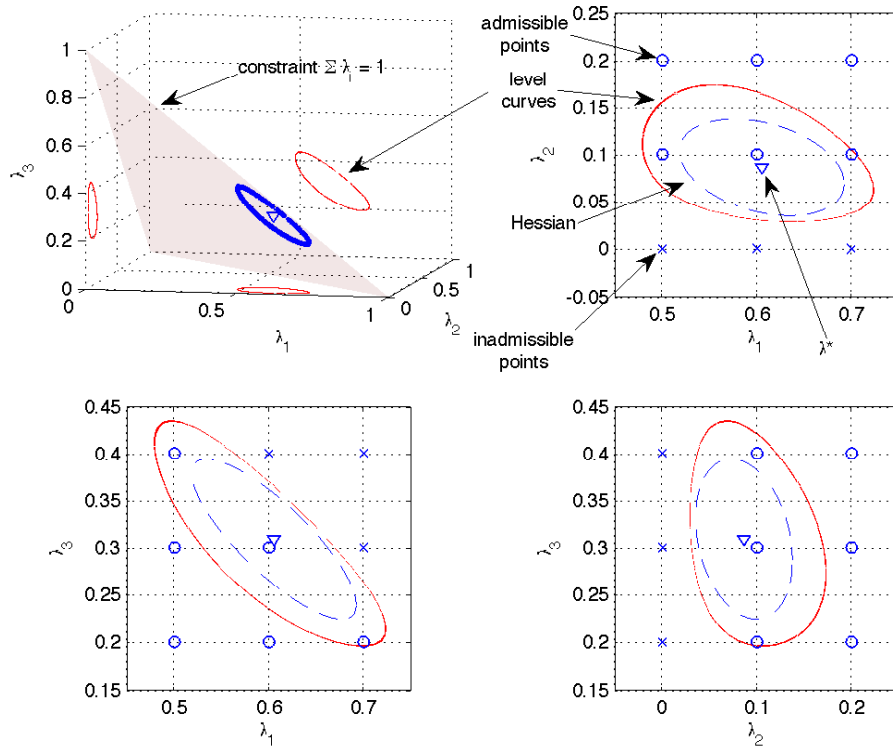 1
0.8
0.6
0.4
0.2
0
λ3
constraint Σ λi = 1
level
curves
0
0.5
1
λ1
0
0.5
1
λ2
admissible
points
0.25
0.2
0.15
0.1
0.05
0
-0.05
λ2
Hessian
inadmissible
points
0.5
0.6
0.7
λ1
λ*
0.45
0.4
0.35
0.3
0.25
0.2
0.15
λ3
0.5
0.6
0.7
λ1
0.45
0.4
0.35
0.3
0.25
0.2
0.15
λ3
0
0.1
0.2
λ2